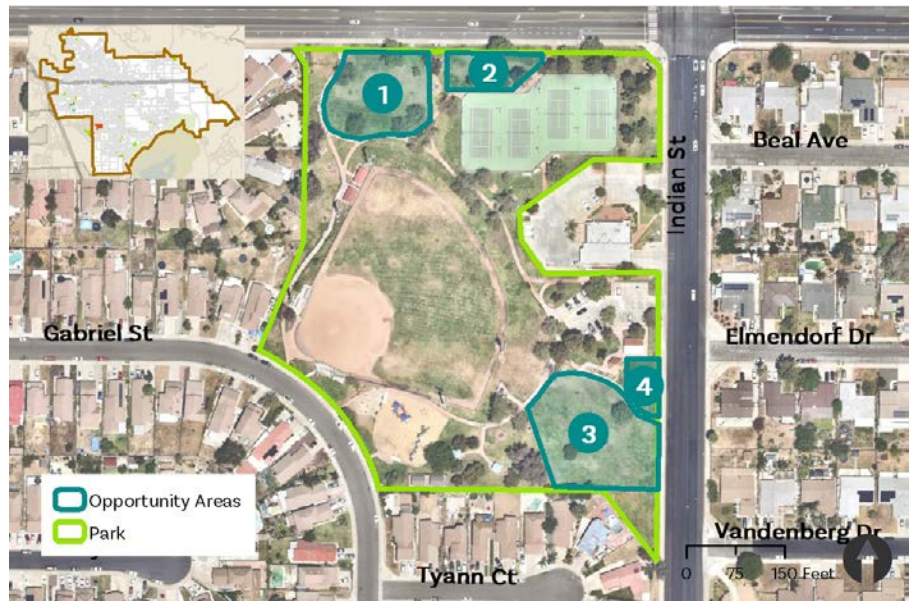 1
2
Beal Ave
Indian St
Gabriel St
Elmendorf Dr
4
3
Opportunity Areas
Park
Vandenberg Dr
Tyann Ct
0 75 150 Feet